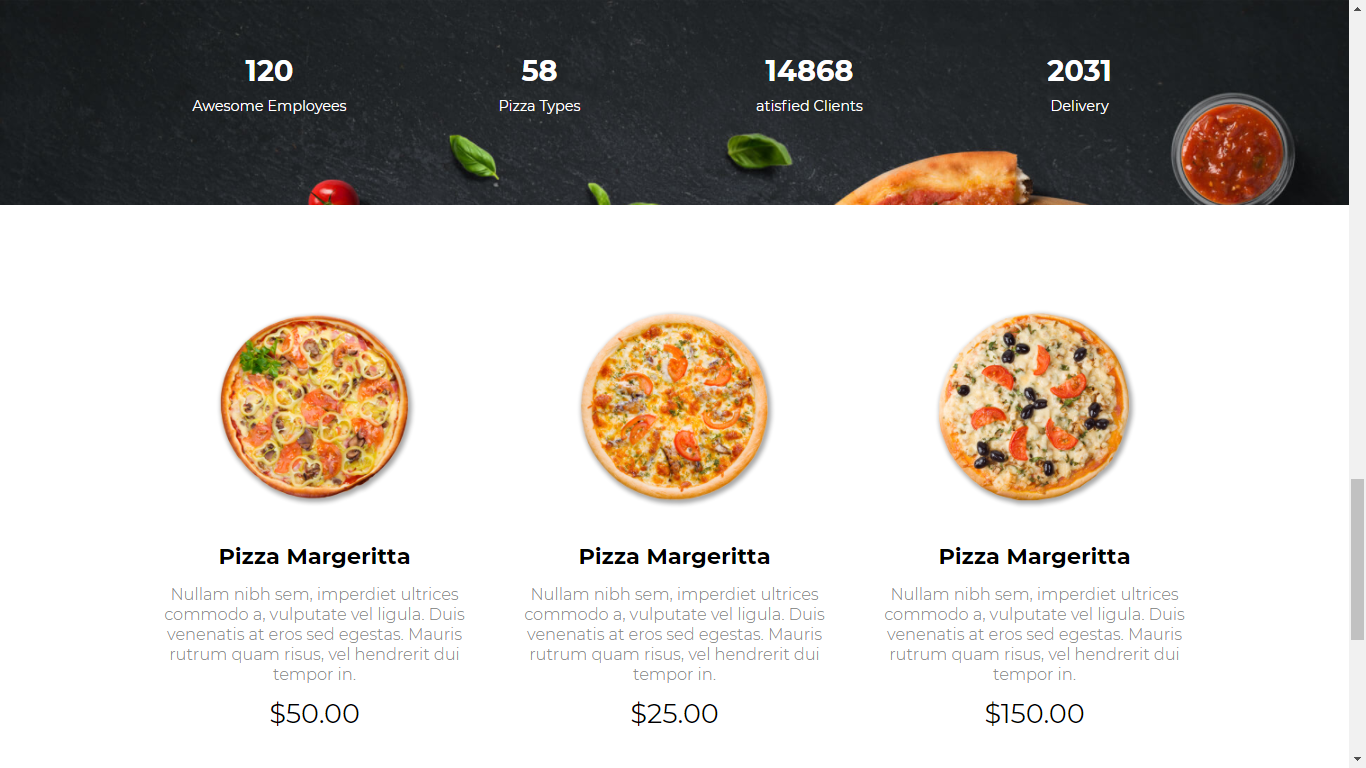 120 58 14868 2031
Awesome Employees Pizza Types atisfied Clients Delivery
Pizza Margeritta
Nullam nibh sem, imperdiet ultrices
commodo a, vulputate vel ligula. Duis
venenatis at eros sed egestas. Mauris
rutrum quam risus, vel hendrerit dui
tempor in.
$50.00
Pizza Margeritta
Nullam nibh sem, imperdiet ultrices
commodo a, vulputate vel ligula. Duis
venenatis at eros sed egestas. Mauris
rutrum quam risus, vel hendrerit dui
tempor in.
$25.00
Pizza Margeritta
Nullam nibh sem, imperdiet ultrices
commodo a, vulputate vel ligula. Duis
venenatis at eros sed egestas. Mauris
rutrum quam risus, vel hendrerit dui
tempor in.
$150.00